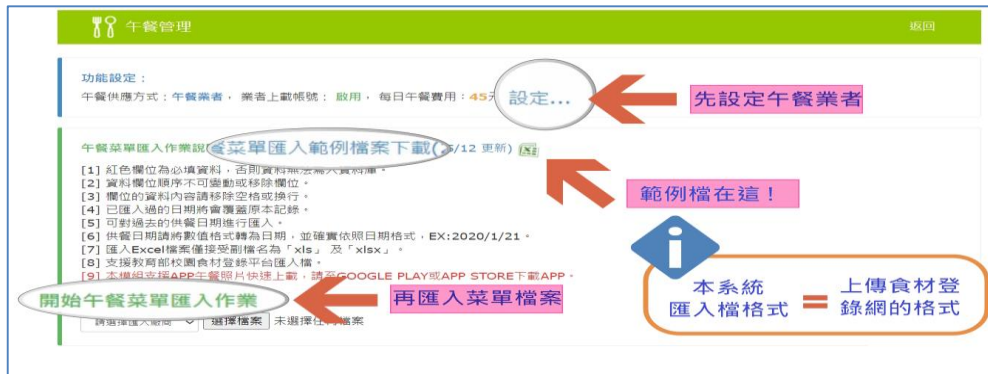 午餐管理
返回
功能設定：
午餐供應方式：午餐業者， 業者上載帳號： 啟用， 每日午餐費用：45元
設定...
先設定午餐業者
午餐菜單匯入作業說
菜單匯入範例檔案下載(
/12 更新)
[1] 紅色欄位為必填資料，否則資料無法匯入資料庫。
[2] 資料欄位順序不可變動或移除欄位。
[3] 欄位的資料內容請移除空格或換行。
[4] 已匯入過的日期將會覆蓋原本記錄。
[5] 可對過去的供餐日期進行匯入。
[6] 供餐日期請將數值格式轉為日期，並確實依照日期格式，EX:2020/1/21。
[7] 匯入Excel檔案僅接受副檔名為「xls」 及「xlsx」。
[8] 支援教育部校園食材登錄平台匯入檔。
[9] 本模組支援APP午餐照片快速上載，請至GOOGLE PLAY或APP STORE下載APP。
範例檔在這！
開始午餐菜單匯入作業
再匯入菜單檔案
請選擇匯入廠商
選擇檔案 未選擇任何檔案
本系統
匯入檔格式
=
上傳食材登
錄網的格式